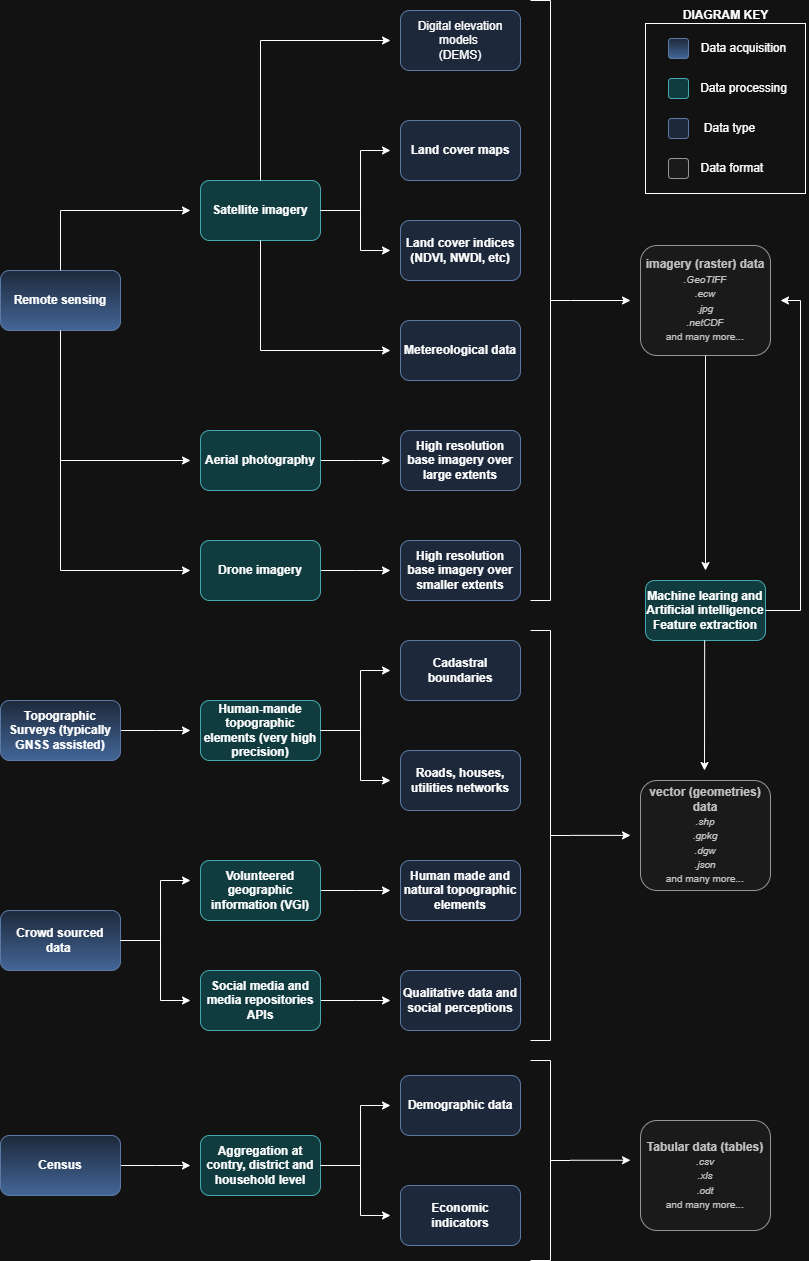 DIAGRAM KEY
Data acquisition
Data processing
Data type
Data format
Digital elevation
models
(DEMS)
Land cover maps
Satellite imagery
Land cover indices
(NDVI, NWDI, etc)
Remote sensing
Metereological data
imagery (raster) data
.GeoTIFF
.ecw
.jpg
.netCDF
and many more...
Aerial photography
High resolution
base imagery over
large extents
Drone imagery
High resolution
base imagery over
smaller extents
Machine learing and
Artificial intelligence
Feature extraction
Cadastral
boundaries
Topographic
Surveys (typically
GNSS assisted)
Human-mande
topographic
elements (very high
precision)
Roads, houses,
utilities networks
vector (geometries)
data
.shp
.gpkg
.dgw
.json
and many more...
Volunteered
geographic
information (VGI)
Human made and
natural topographic
elements
Crowd sourced
data
Social media and
media repositories
APIs
Qualitative data and
social perceptions
Demographic data
Census
Aggregation at
contry, district and
household level
Economic
indicators
Tabular data (tables)
.csv
.xls
.odt
and many more...